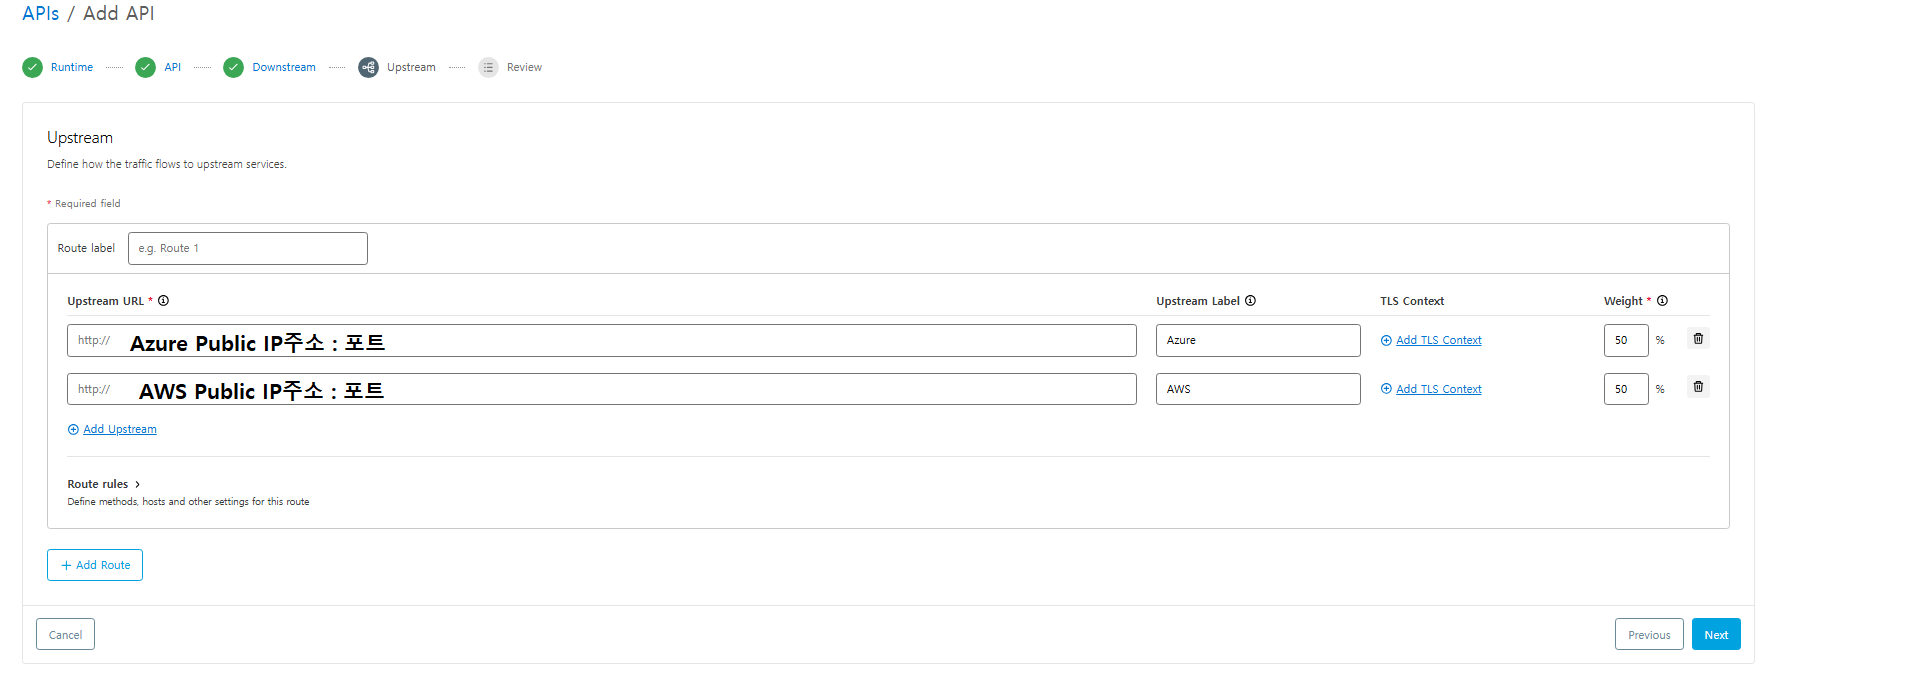 APIs / Add API
Runtime API Downstream Upstream Review
Upstream
Define how the traffic flows to upstream services.
* Required field
Route label e.g. Route 1
Upstream URL * Upstream Label TLS Context Weight *
http:// Azure Public IP주소 : 포트 Azure Add TLS Context 50 %
http:// AWS Public IP주소 : 포트 AWS Add TLS Context 50 %
Add Upstream
Route rules >
Define methods, hosts and other settings for this route
+ Add Route
Cancel Previous Next